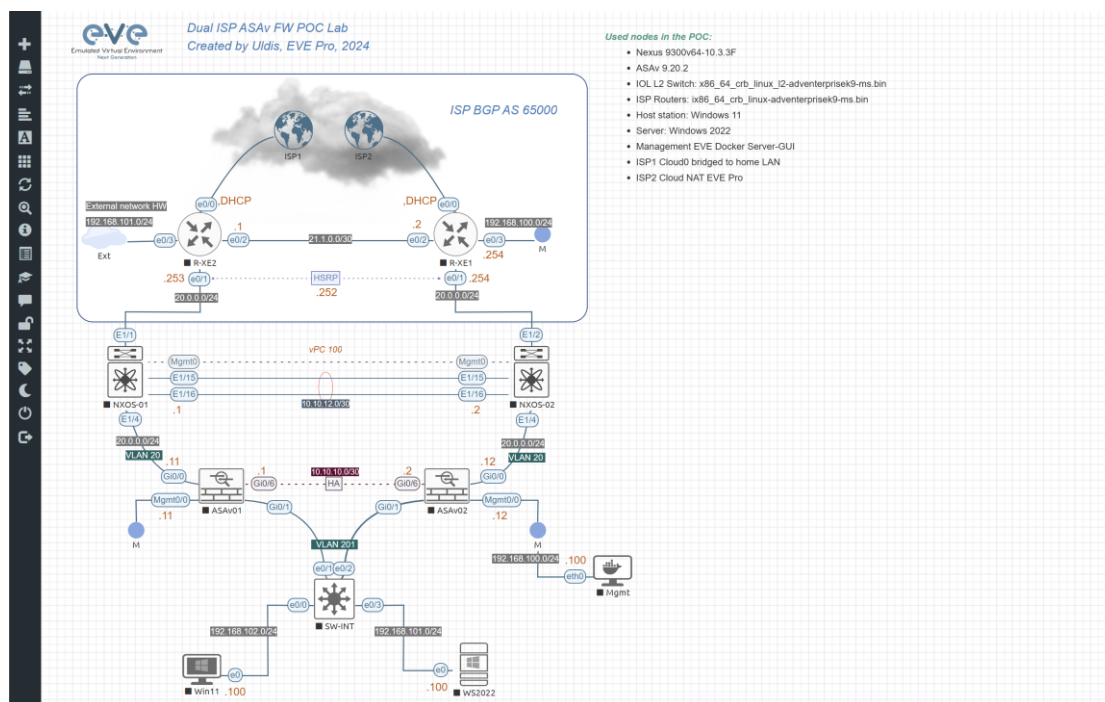 eve
Emulated Virtual Environment
Next Generation
Dual ISP ASAv FW POC Lab
Created by Uldis, EVE Pro, 2024
Used nodes in the POC:
Nexus 9300v64-10.3.3F
ASAv 9.20.2
IOL L2 Switch: x86_64_crb_linux_l2-adventerprisek9-ms.bin
ISP Routers: ix86_64_crb_linux-adventerprisek9-ms.bin
Host station: Windows 11
Server: Windows 2022
Management EVE Docker Server-GUI
ISP1 Cloud0 bridged to home LAN
ISP2 Cloud NAT EVE Pro
ISP BGP AS 65000
ISP1
ISP2
e0/0 .DHCP
.DHCP e0/0
External network HW
192.168.101.0/24
Ext
e0/3
R-XE2
.1
e0/2
21.1.0.0/30
.2
e0/2
R-XE1
192.168.100.0/24
e0/3
.254
M
.253 e0/1
HSRP
.252
e0/1 .254
20.0.0.0/24
20.0.0.0/24
E1/1
E1/2
vPC 100
Mgmt0
Mgmt0
E1/15
E1/15
E1/16
E1/16
NXOS-01
.1
10.10.12.0/30
.2
NXOS-02
E1/4
E1/4
20.0.0.0/24
VLAN 20
20.0.0.0/24
VLAN 20
.11
Gi0/0
.1
Gi0/6
10.10.10.0/30
HA
.2
Gi0/6
.12
Gi0/0
Mgmt0/0
.11
M
ASAv01
Gi0/1
Gi0/1
ASAv02
Mgmt0/0
.12
M
VLAN 201
192.168.100.0/24
.100
eth0
Mgmt
e0/1
e0/2
e0/0
e0/3
SW-INT
192.168.102.0/24
192.168.101.0/24
e0
.100
Win11
e0
.100
WS2022